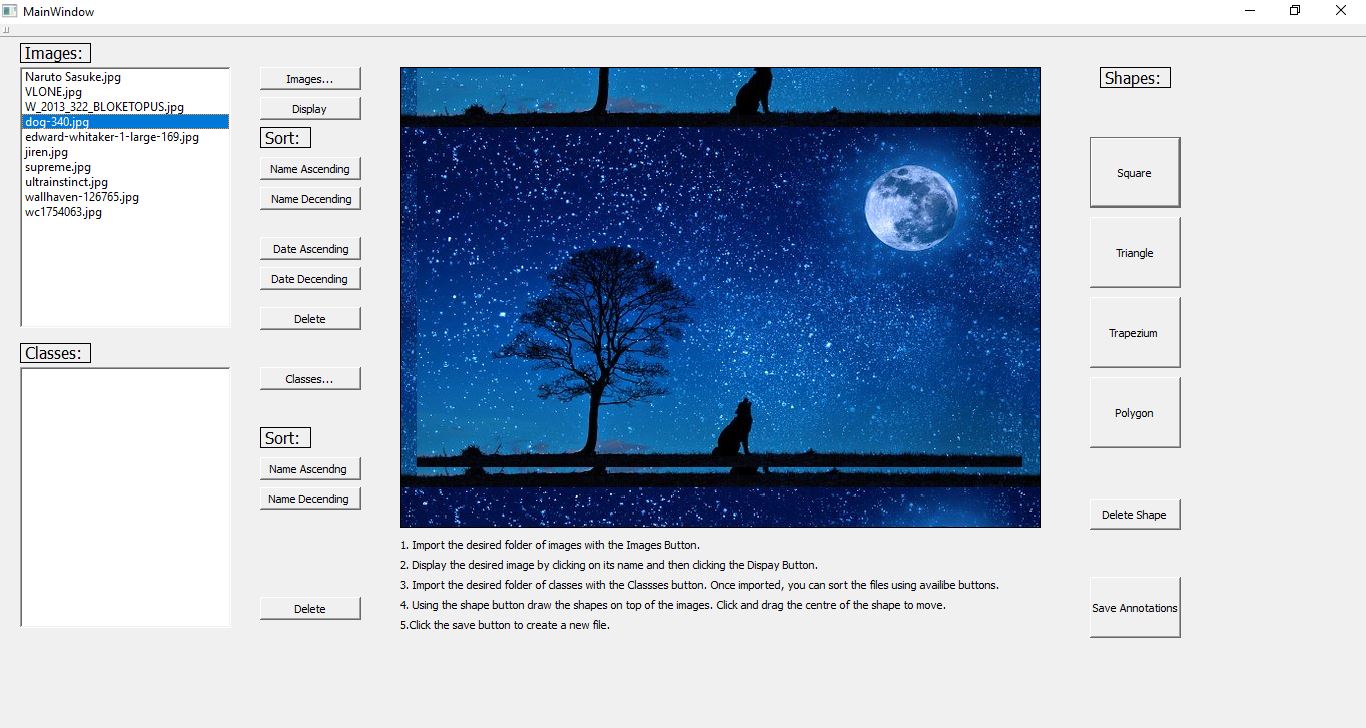 MainWindow
Images:
Naruto Sasuke.jpg
VLONE.jpg
W_2013_322_BLOKETOPUS.jpg
dog-340.jpg
edward-whitaker-1-large-169.jpg
jiren.jpg
supreme.jpg
ultrainstinct.jpg
wallhaven-126765.jpg
wc1754063.jpg
Classes:
Images...
Display
Sort:
Name Ascending
Name Decending
Date Ascending
Date Decending
Delete
Classes...
Sort:
Name Ascendng
Name Decending
Delete
1. Import the desired folder of images with the Images Button.
2. Display the desired image by clicking on its name and then clicking the Dispay Button.
3. Import the desired folder of classes with the Classses button. Once imported, you can sort the files using availibe buttons.
4. Using the shape button draw the shapes on top of the images. Click and drag the centre of the shape to move.
5.Click the save button to create a new file.
Shapes:
Square
Triangle
Trapezium
Polygon
Delete Shape
Save Annotations